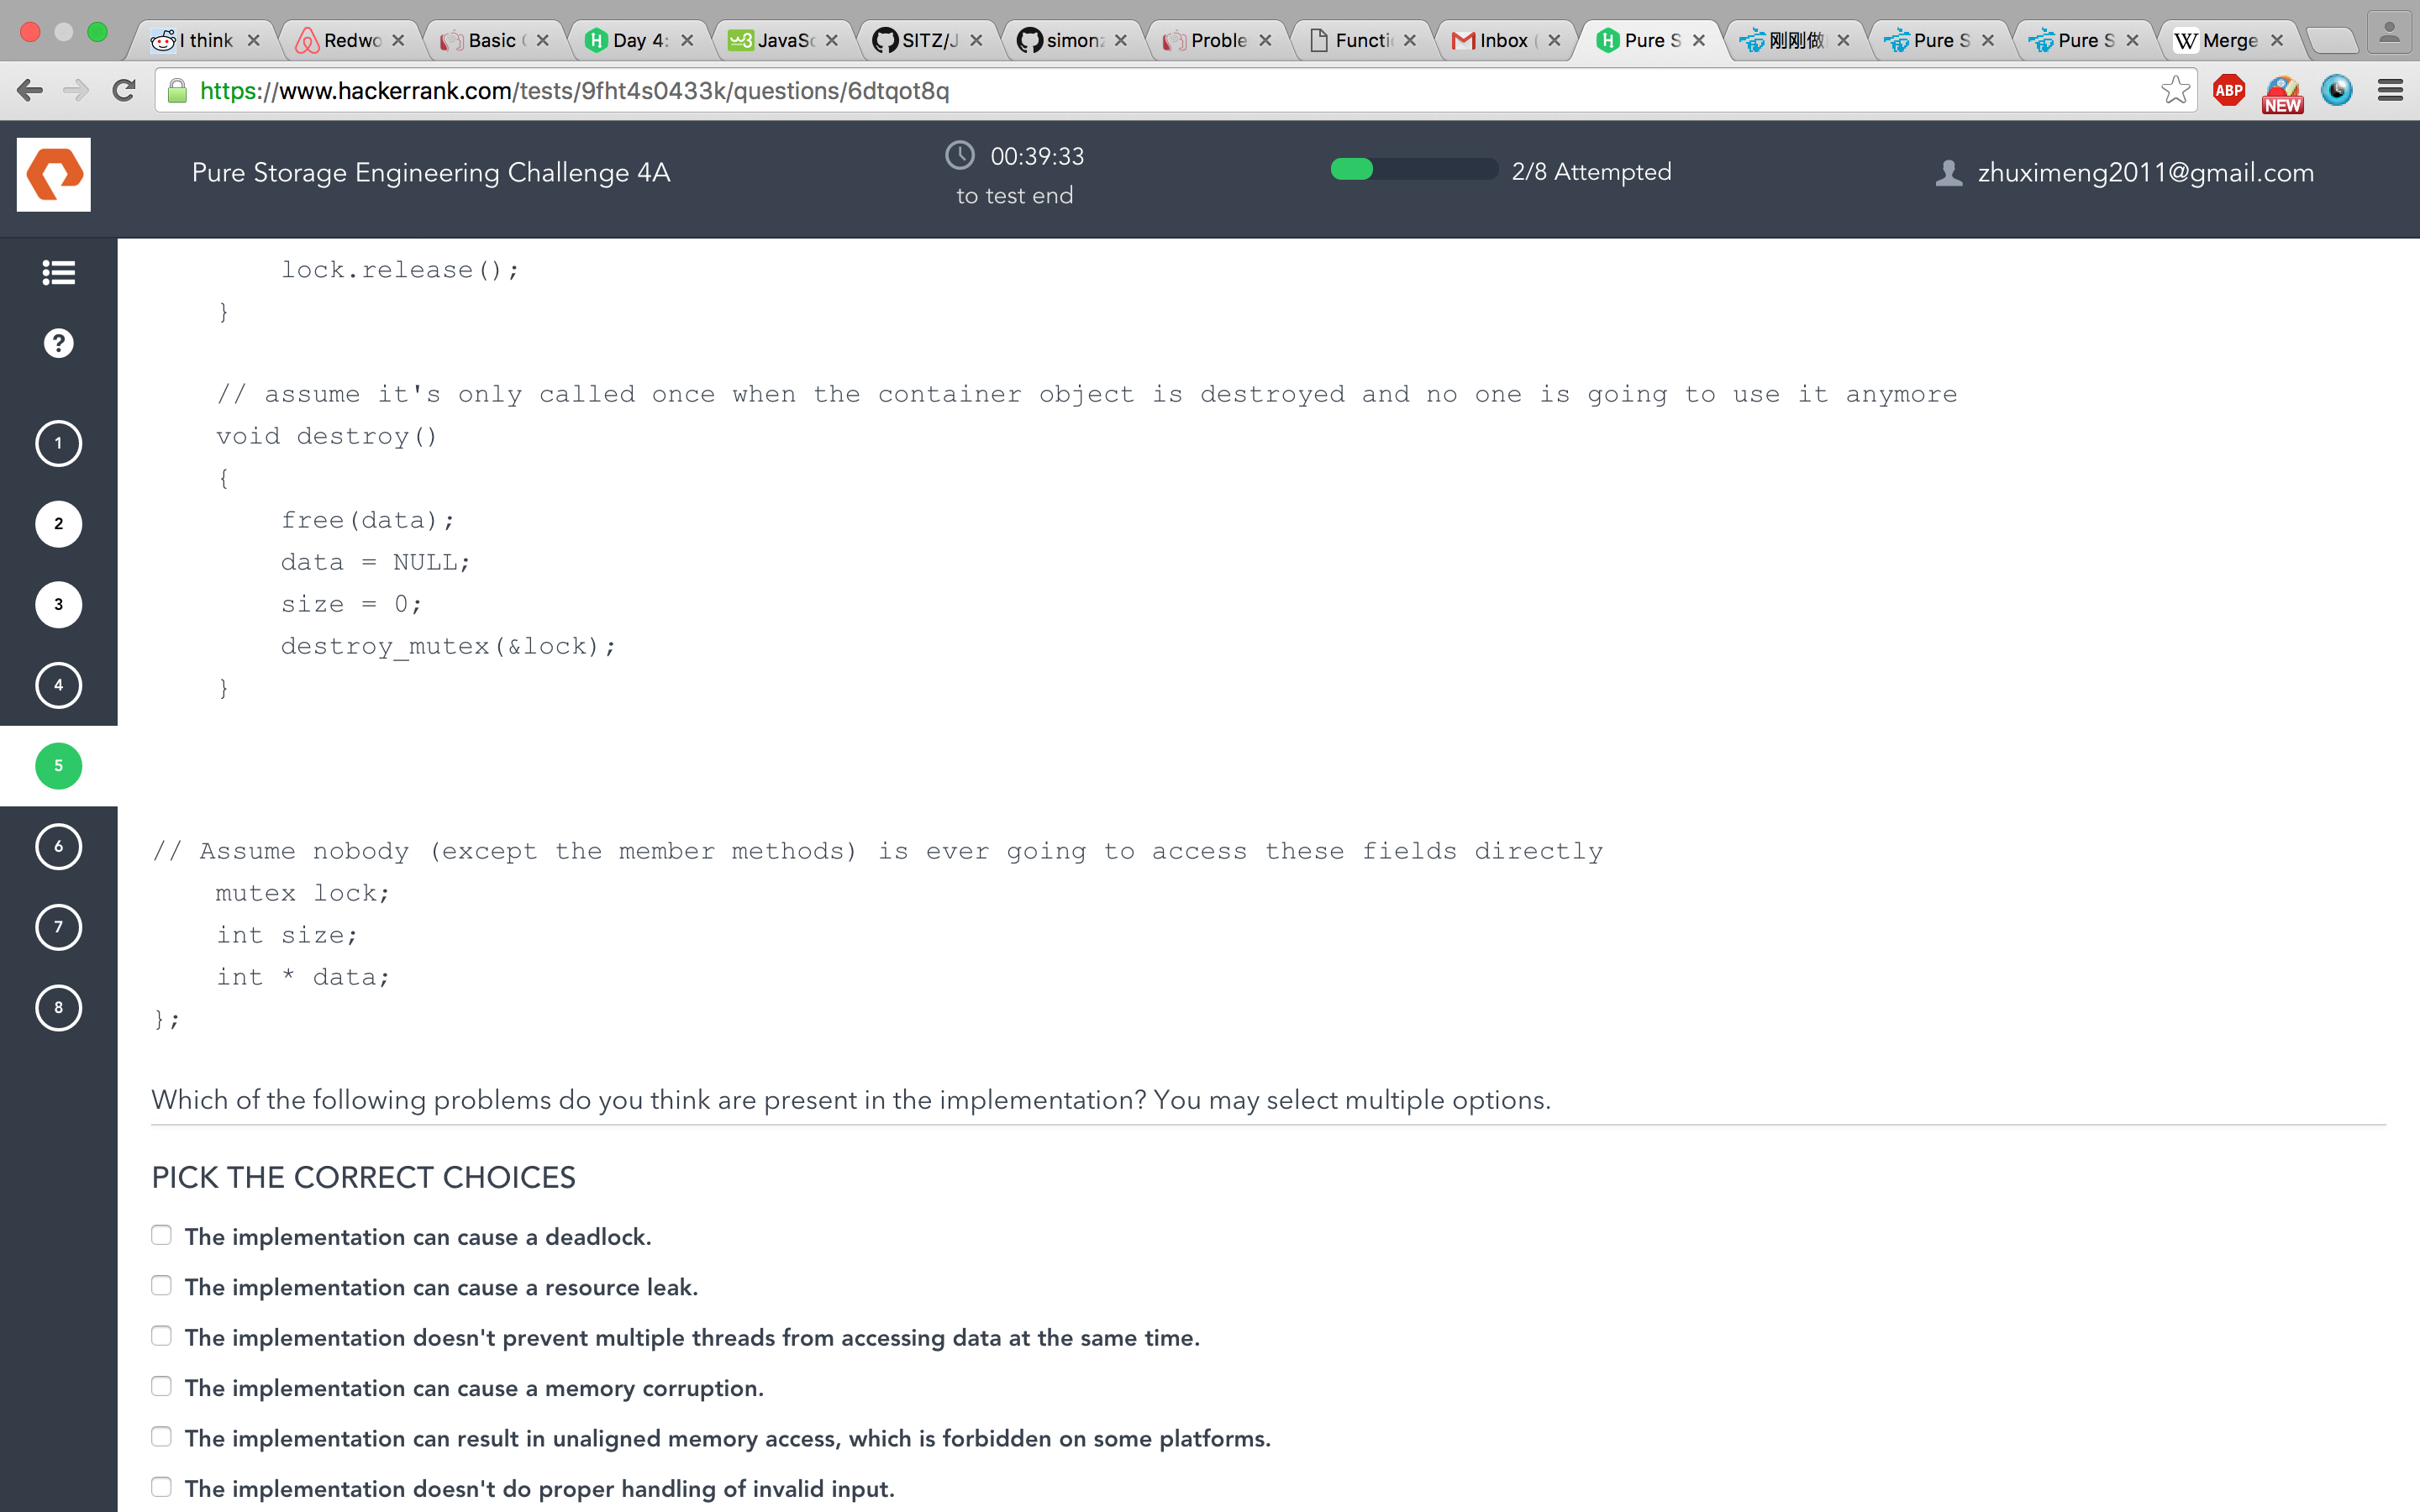 I think
Redwo
Basic (
Day 4:
JavaSc
SITZ/J
simonz
Proble
Functi
Inbox (
Pure S
刚刚做
Pure S
Pure S
Merge
https://www.hackerrank.com/tests/9fht4s0433k/questions/6dtqot8q
ABP
NEW
Pure Storage Engineering Challenge 4A
00:39:33
to test end
2/8 Attempted
zhuximeng2011@gmail.com
?
1
2
3
4
5
6
7
8
lock.release();
}
// assume it's only called once when the container object is destroyed and no one is going to use it anymore
void destroy()
{
free(data);
data = NULL;
size = 0;
destroy_mutex(&lock);
}
// Assume nobody (except the member methods) is ever going to access these fields directly
mutex lock;
int size;
int * data;
};
Which of the following problems do you think are present in the implementation? You may select multiple options.
PICK THE CORRECT CHOICES
The implementation can cause a deadlock.
The implementation can cause a resource leak.
The implementation doesn't prevent multiple threads from accessing data at the same time.
The implementation can cause a memory corruption.
The implementation can result in unaligned memory access, which is forbidden on some platforms.
The implementation doesn't do proper handling of invalid input.